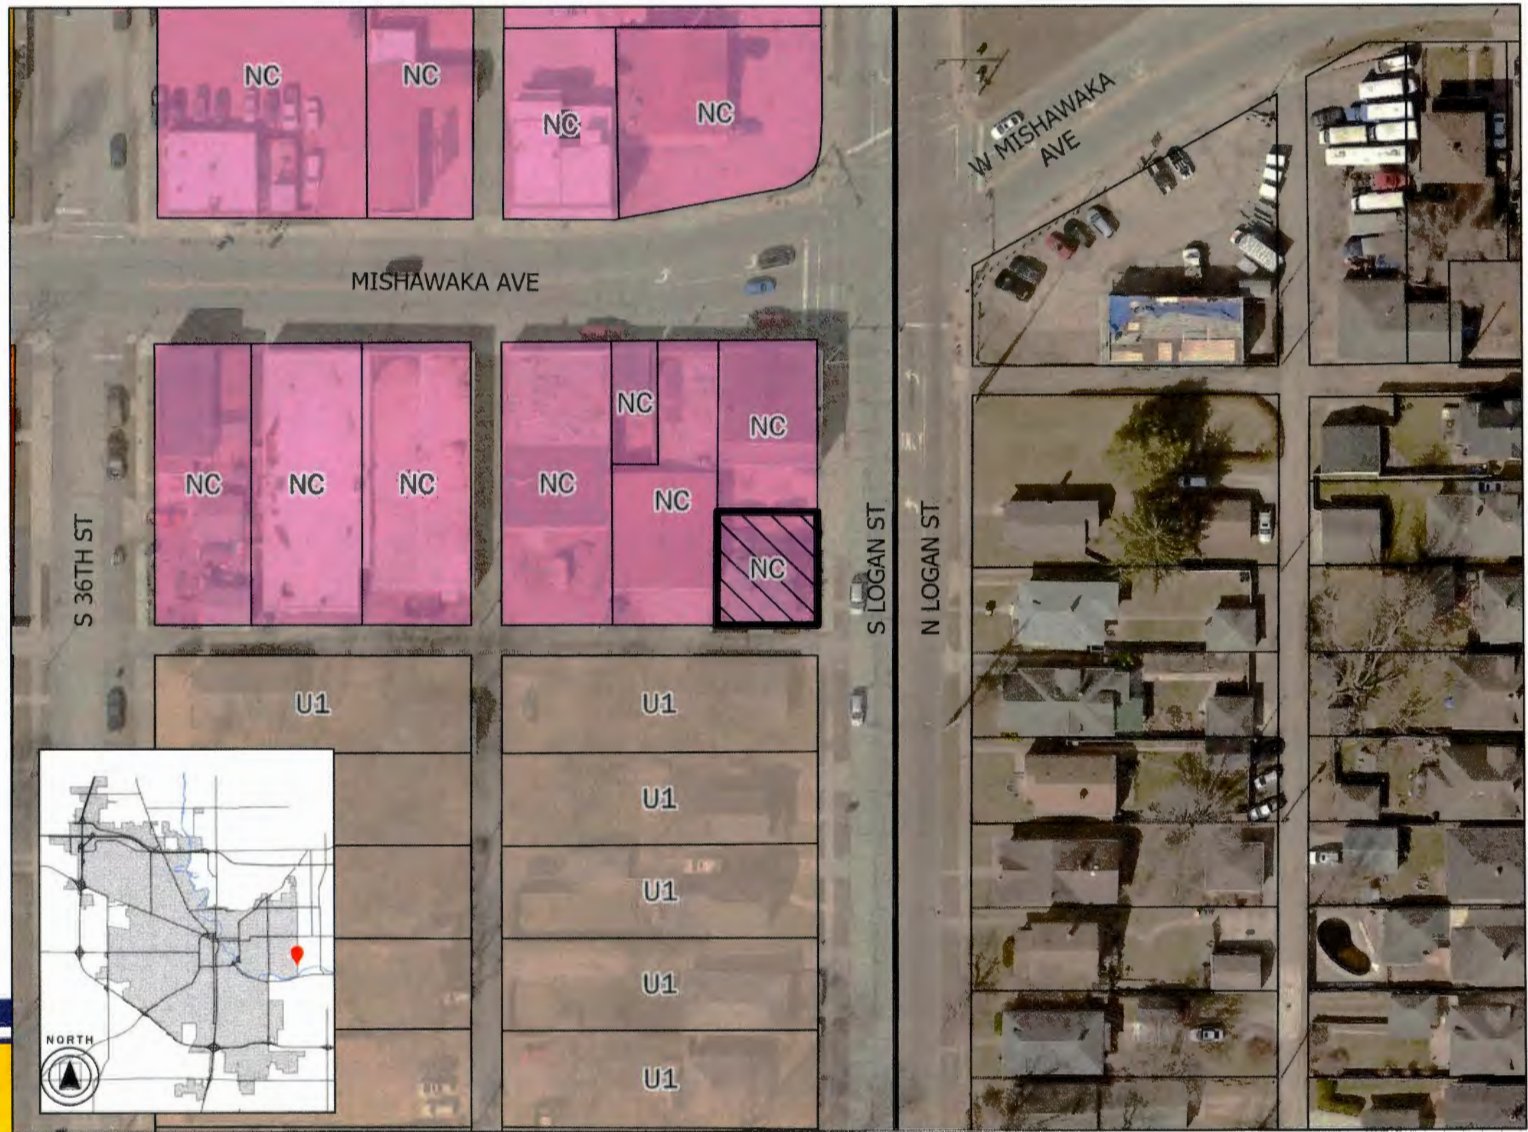 NC
NC
NC
NC
W MISHAWAKA
AVE
MISHAWAKA AVE
NC
NC
NC
NC
NC
NC
NC
NC
S 36TH ST
S LOGAN ST
N LOGAN ST
U1
U1
U1
U1
U1
U1
NORTH